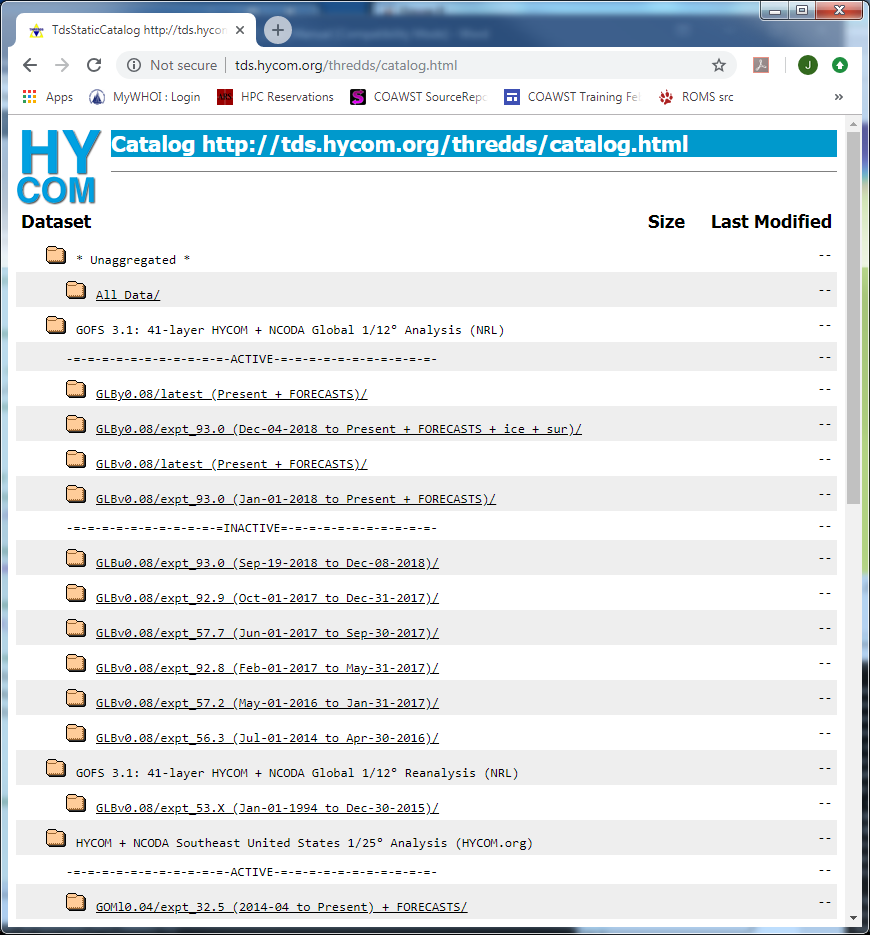 TdsStaticCatalog http://tds.hycom
Not secure | tds.hycom.org/thredds/catalog.html
J
Apps MyWHOI : Login HPC Reservations COAWST SourceRepo COAWST Training Fel ROMS src »
HY
COM
Catalog http://tds.hycom.org/thredds/catalog.html
Dataset Size Last Modified
* Unaggregated * --
All Data/ --
GOFS 3.1: 41-layer HYCOM + NCODA Global 1/12° Analysis (NRL) --
-=-=-=-=-=-=-=-=-=-=-=-ACTIVE-=-=-=-=-=-=-=-=-=-=-=- --
GLBy0.08/latest (Present + FORECASTS)/ --
GLBy0.08/expt_93.0 (Dec-04-2018 to Present + FORECASTS + ice + sur)/ --
GLBv0.08/latest (Present + FORECASTS)/ --
GLBv0.08/expt_93.0 (Jan-01-2018 to Present + FORECASTS)/ --
-=-=-=-=-=-=-=-=-=-=-=INACTIVE=-=-=-=-=-=-=-=-=-=-=- --
GLBu0.08/expt_93.0 (Sep-19-2018 to Dec-08-2018)/ --
GLBv0.08/expt_92.9 (Oct-01-2017 to Dec-31-2017)/ --
GLBv0.08/expt_57.7 (Jun-01-2017 to Sep-30-2017)/ --
GLBv0.08/expt_92.8 (Feb-01-2017 to May-31-2017)/ --
GLBv0.08/expt_57.2 (May-01-2016 to Jan-31-2017)/ --
GLBv0.08/expt_56.3 (Jul-01-2014 to Apr-30-2016)/ --
GOFS 3.1: 41-layer HYCOM + NCODA Global 1/12° Reanalysis (NRL) --
GLBv0.08/expt_53.X (Jan-01-1994 to Dec-30-2015)/ --
HYCOM + NCODA Southeast United States 1/25° Analysis (HYCOM.org) --
-=-=-=-=-=-=-=-=-=-=-=-ACTIVE-=-=-=-=-=-=-=-=-=-=-=- --
GOMl0.04/expt_32.5 (2014-04 to Present) + FORECASTS/ --